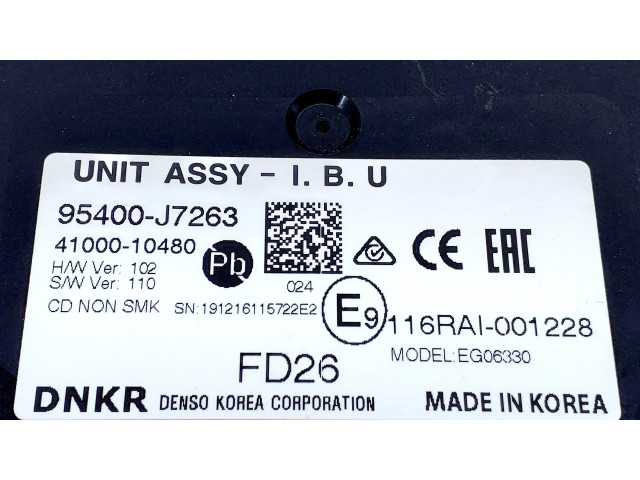 UNIT ASSY - I. B. U
95400-J7263
41000-10480
H/W Ver: 102
S/W Ver: 110
Pb
024
CE EAC
CD NON SMK SN:191216115722E2
E9 116RAI-001228
MODEL:EG06330
FD26
DNKR DENSO KOREA CORPORATION MADE IN KOREA